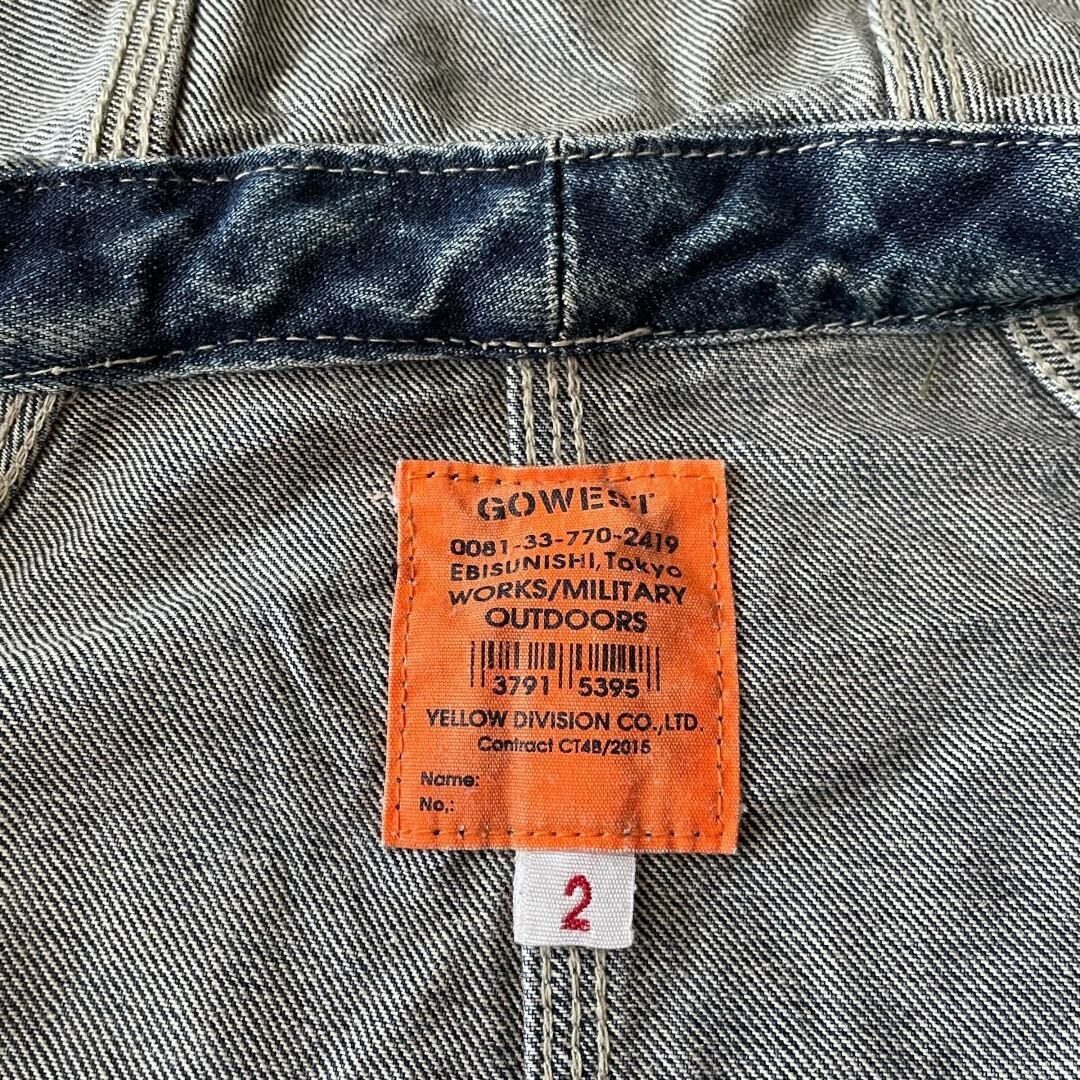 GOWEST
0081-33-770-2419
EBISUNISHI, Tokyo
WORKS/MILITARY
OUTDOORS
3791 5395
YELLOW DIVISION CO.,LTD.
Contract CT4B/2015
Name:
No,:
2